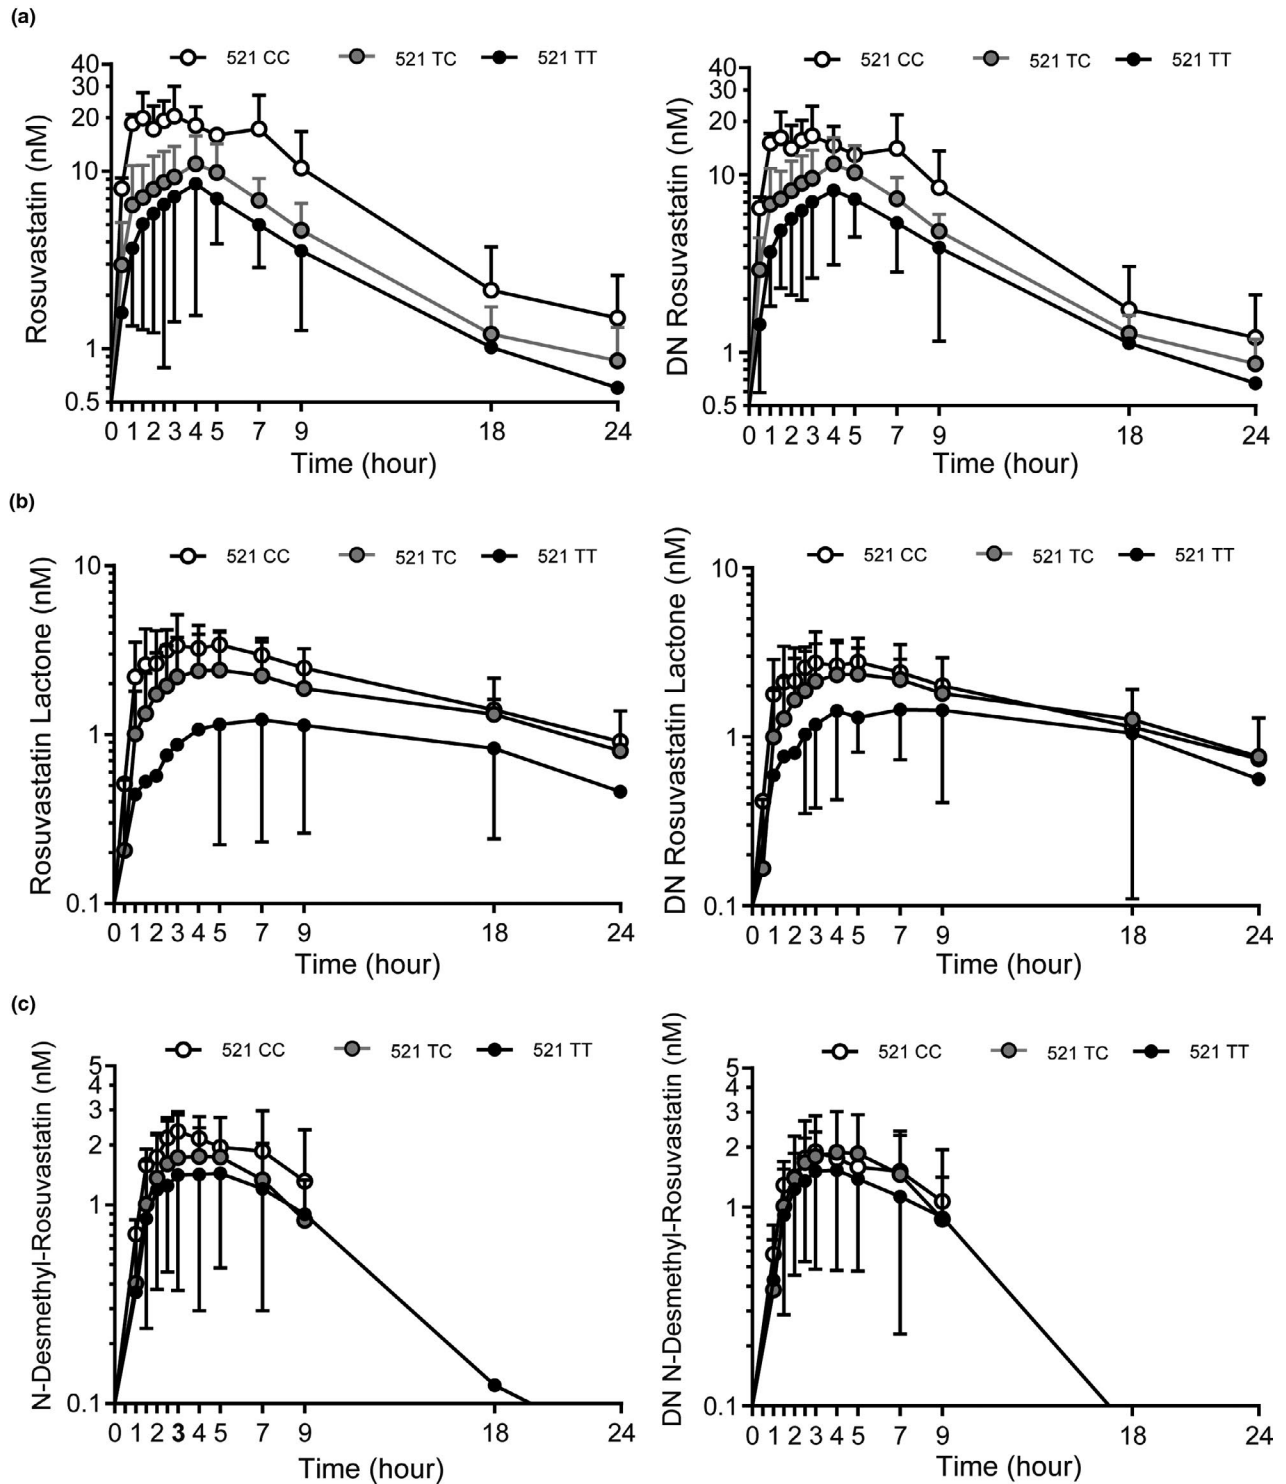 (a)
521 CC 521 TC 521 TT
Rosuvastatin (nM)
40
30
20
10
1
0.5
0 1 2 3 4 5 7 9 18 24
Time (hour)
521 CC 521 TC 521 TT
DN Rosuvastatin (nM)
40
30
20
10
1
0.5
0 1 2 3 4 5 7 9 18 24
Time (hour)
(b)
521 CC 521 TC 521 TT
Rosuvastatin Lactone (nM)
10
1
0.1
0 1 2 3 4 5 7 9 18 24
Time (hour)
521 CC 521 TC 521 TT
DN Rosuvastatin Lactone (nM)
10
1
0.1
0 1 2 3 4 5 7 9 18 24
Time (hour)
(c)
521 CC 521 TC 521 TT
N-Desmethyl-Rosuvastatin (nM)
5
4
3
2
1
0.1
0 1 2 3 4 5 7 9 18 24
Time (hour)
521 CC 521 TC 521 TT
DN N-Desmethyl-Rosuvastatin (nM)
5
4
3
2
1
0.1
0 1 2 3 4 5 7 9 18 24
Time (hour)